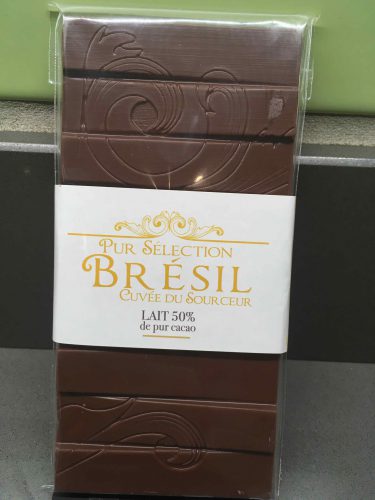 Pur Sélection
Brésil
Cuvée du Sourceur
LAIT 50%
de pur cacao